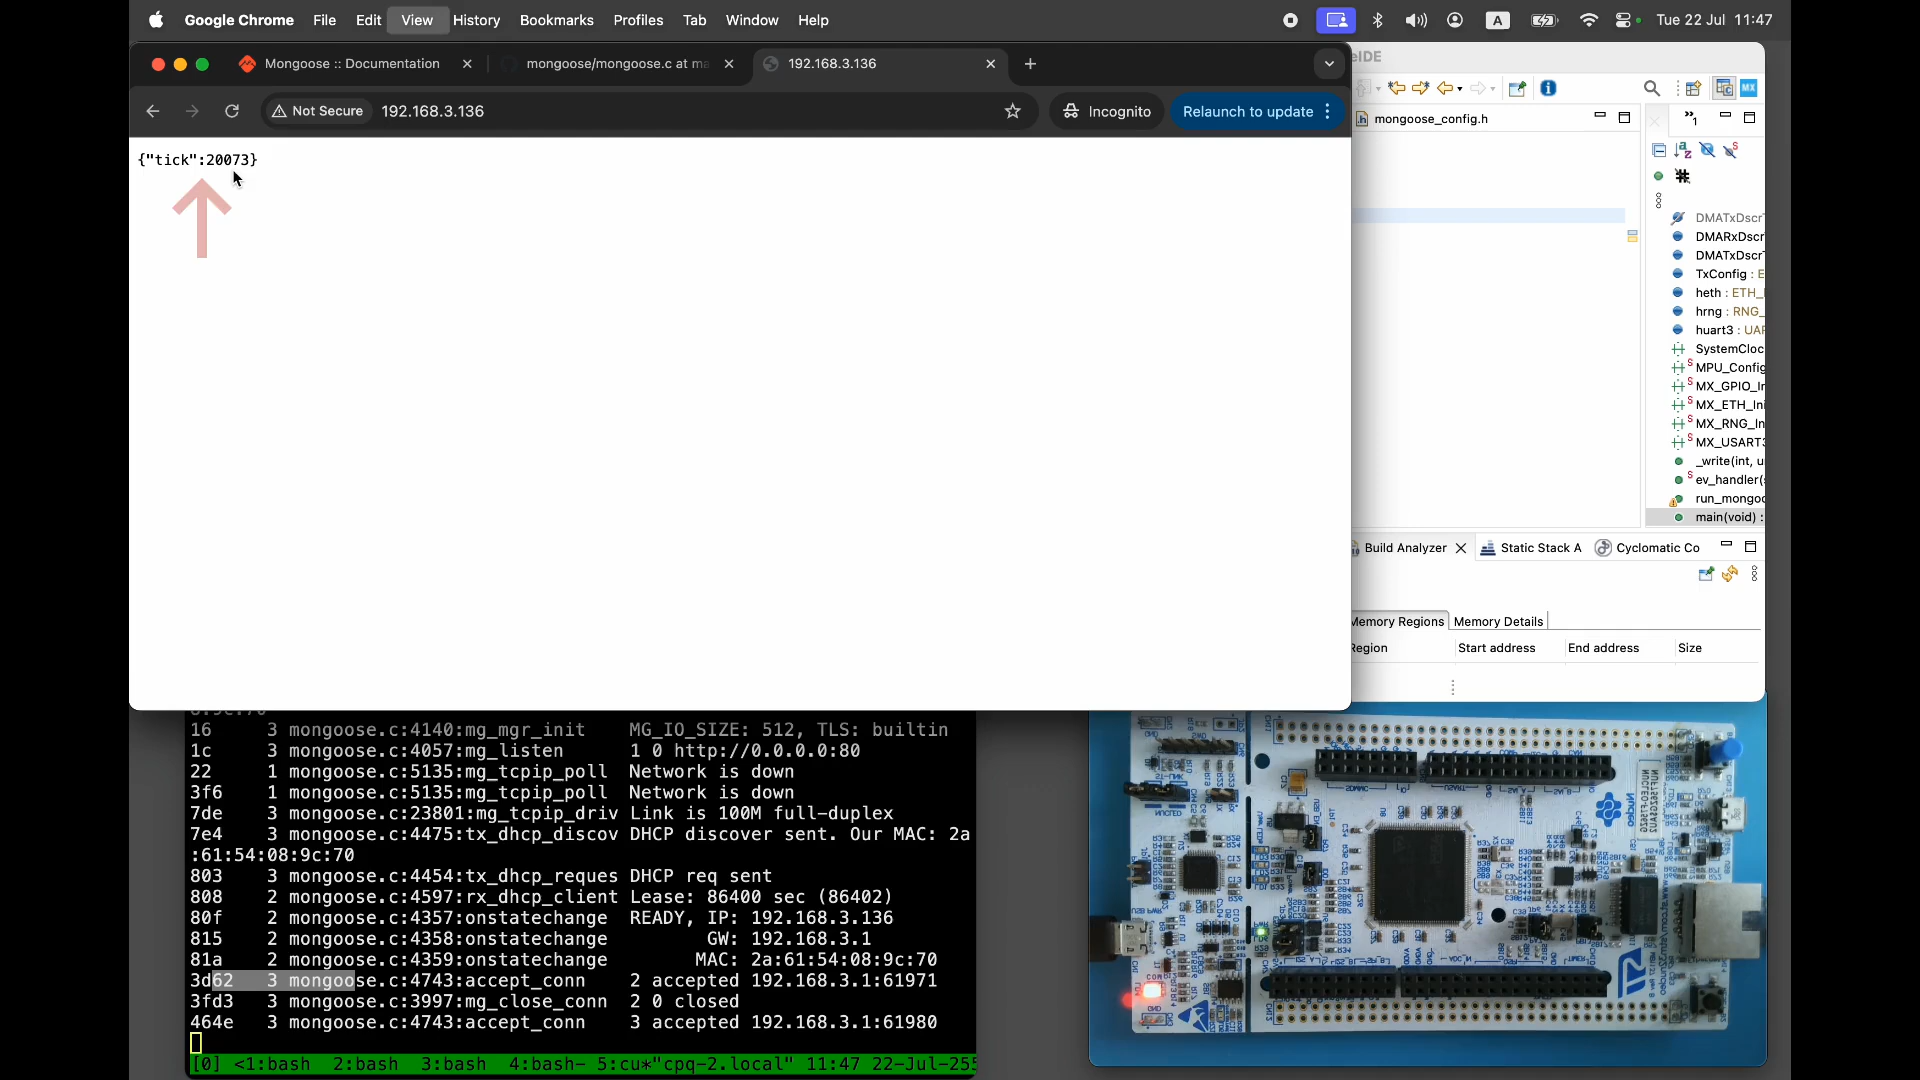 Google Chrome File Edit View History Bookmarks Profiles Tab Window Help
A
Tue 22 Jul 11:47
Mongoose :: Documentation
mongoose/mongoose.c at ma
192.168.3.136
eIDE
Not Secure 192.168.3.136
Incognito
Relaunch to update
MX
mongoose_config.h
{"tick":20073}
DMATxDscr
DMARxDscr
DMATxDscr
TxConfig : E
heth : ETH_
hrng : RNG_
huart3 : UAR
SystemCloc
MPU_Config
MX_GPIO_In
MX_ETH_Ini
MX_RNG_In
MX_USART3
_write(int, u
ev_handler(s
run_mongoo
main(void) :
Build Analyzer
Static Stack A
Cyclomatic Co
Memory Regions
Memory Details
Region Start address End address Size
16 3 mongoose.c:4140:mg_mgr_init MG_IO_SIZE: 512, TLS: builtin
1c 3 mongoose.c:4057:mg_listen 1 0 http://0.0.0.0:80
22 1 mongoose.c:5135:mg_tcpip_poll Network is down
3f6 1 mongoose.c:5135:mg_tcpip_poll Network is down
7de 3 mongoose.c:23801:mg_tcpip_driv Link is 100M full-duplex
7e4 3 mongoose.c:4475:tx_dhcp_discov DHCP discover sent. Our MAC: 2a
:61:54:08:9c:70
803 3 mongoose.c:4454:tx_dhcp_reques DHCP req sent
808 2 mongoose.c:4597:rx_dhcp_client Lease: 86400 sec (86402)
80f 2 mongoose.c:4357:onstatechange READY, IP: 192.168.3.136
815 2 mongoose.c:4358:onstatechange GW: 192.168.3.1
81a 2 mongoose.c:4359:onstatechange MAC: 2a:61:54:08:9c:70
3d62 3 mongoose.c:4743:accept_conn 2 accepted 192.168.3.1:61971
3fd3 3 mongoose.c:3997:mg_close_conn 2 0 closed
464e 3 mongoose.c:4743:accept_conn 3 accepted 192.168.3.1:61980
[0] <1:bash 2:bash 3:bash 4:bash- 5:cu*"cpq-2.local" 11:47 22-Jul-25